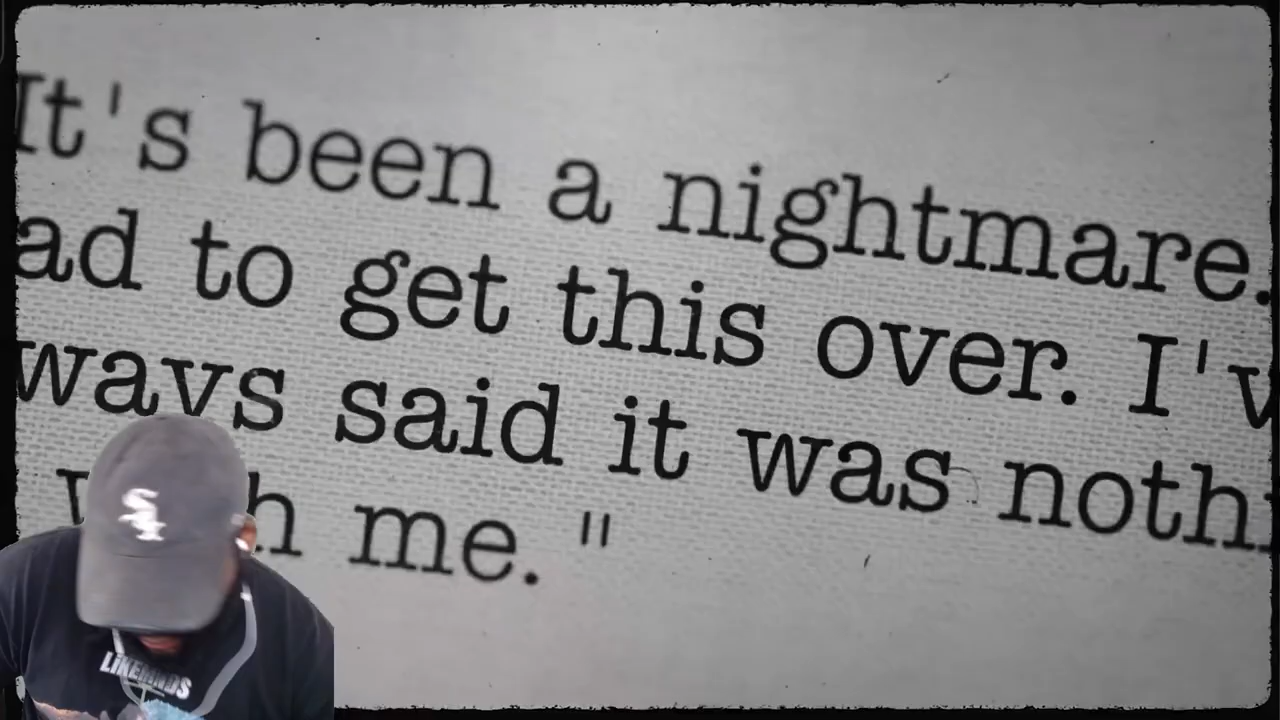 It's been a nightmare.
ad to get this over. I'v
ways said it was noth
h me."
LIKEMINDS